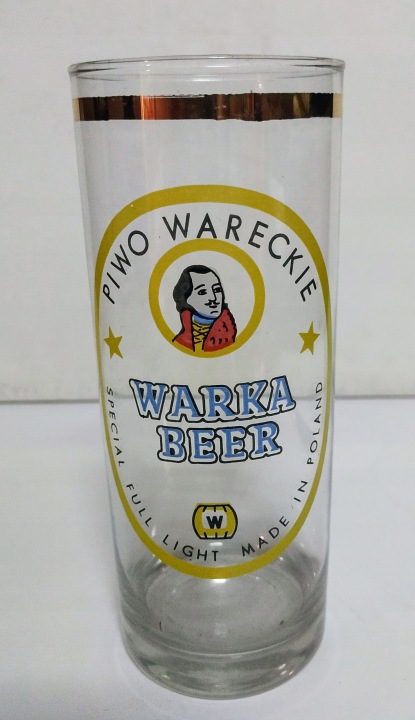 PIWO WARECKIE
WARKA
BEER
W
SPECIAL FULL LIGHT MADE IN POLAND